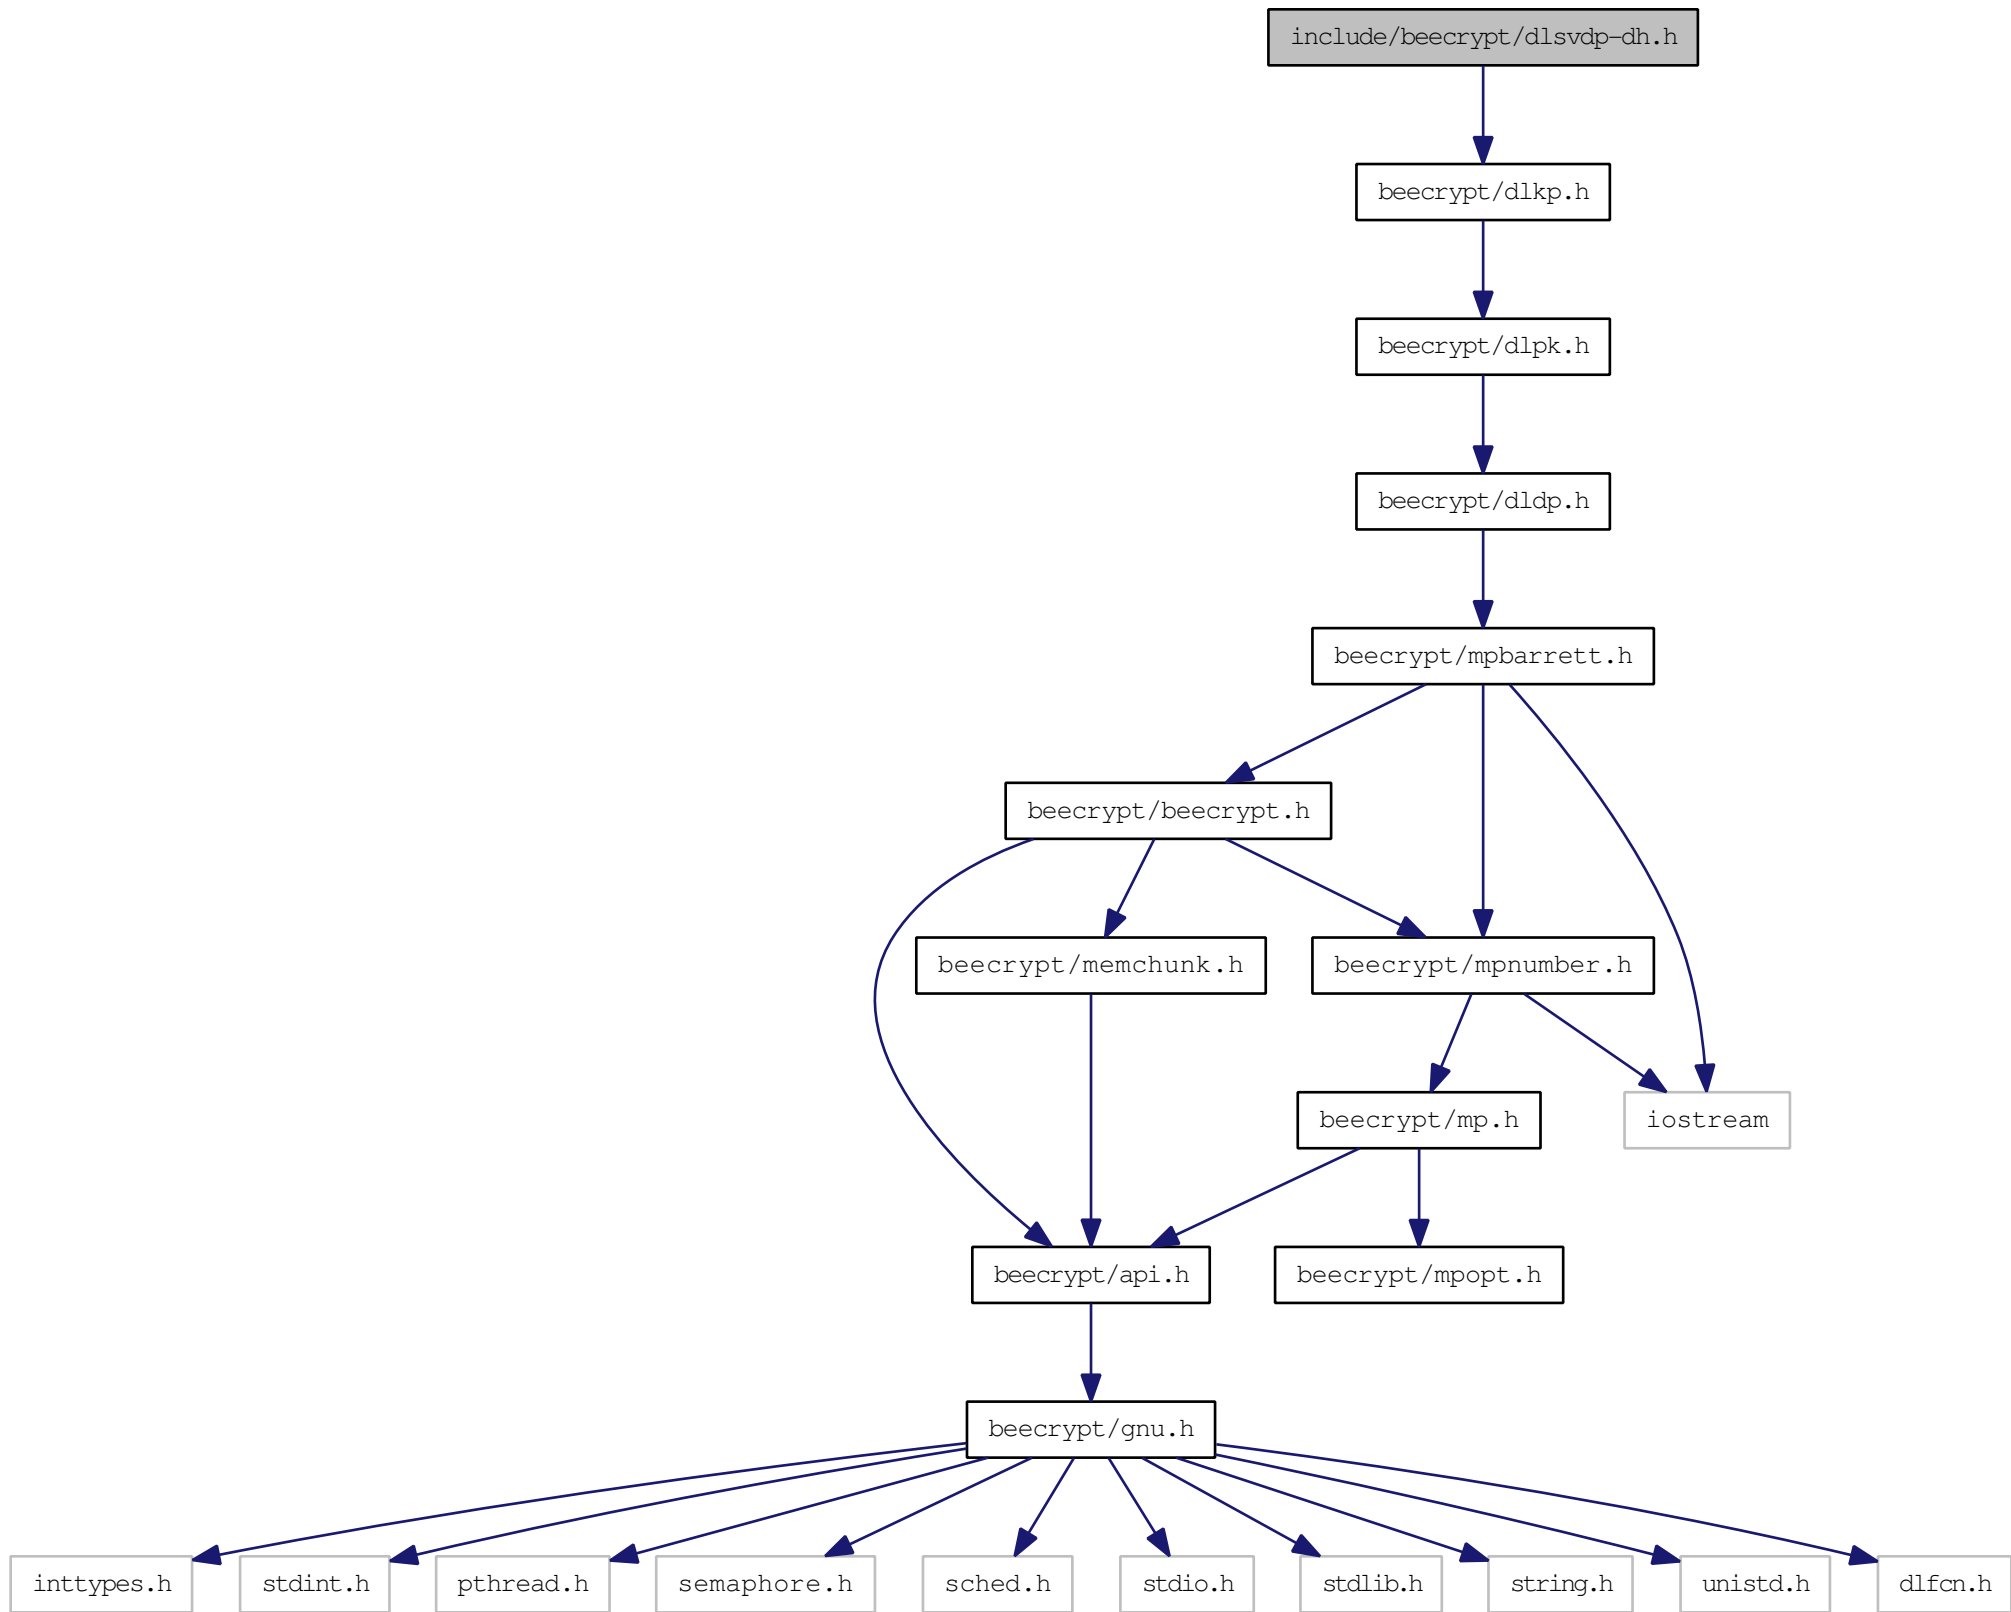 include/beecrypt/dlsvdp-dh.h
beecrypt/dlkp.h
beecrypt/dlpk.h
beecrypt/dldp.h
beecrypt/mpbarrett.h
beecrypt/beecrypt.h
beecrypt/memchunk.h
beecrypt/mpnumber.h
beecrypt/mp.h
iostream
beecrypt/api.h
beecrypt/mpopt.h
beecrypt/gnu.h
inttypes.h
stdint.h
pthread.h
semaphore.h
sched.h
stdio.h
stdlib.h
string.h
unistd.h
dlfcn.h